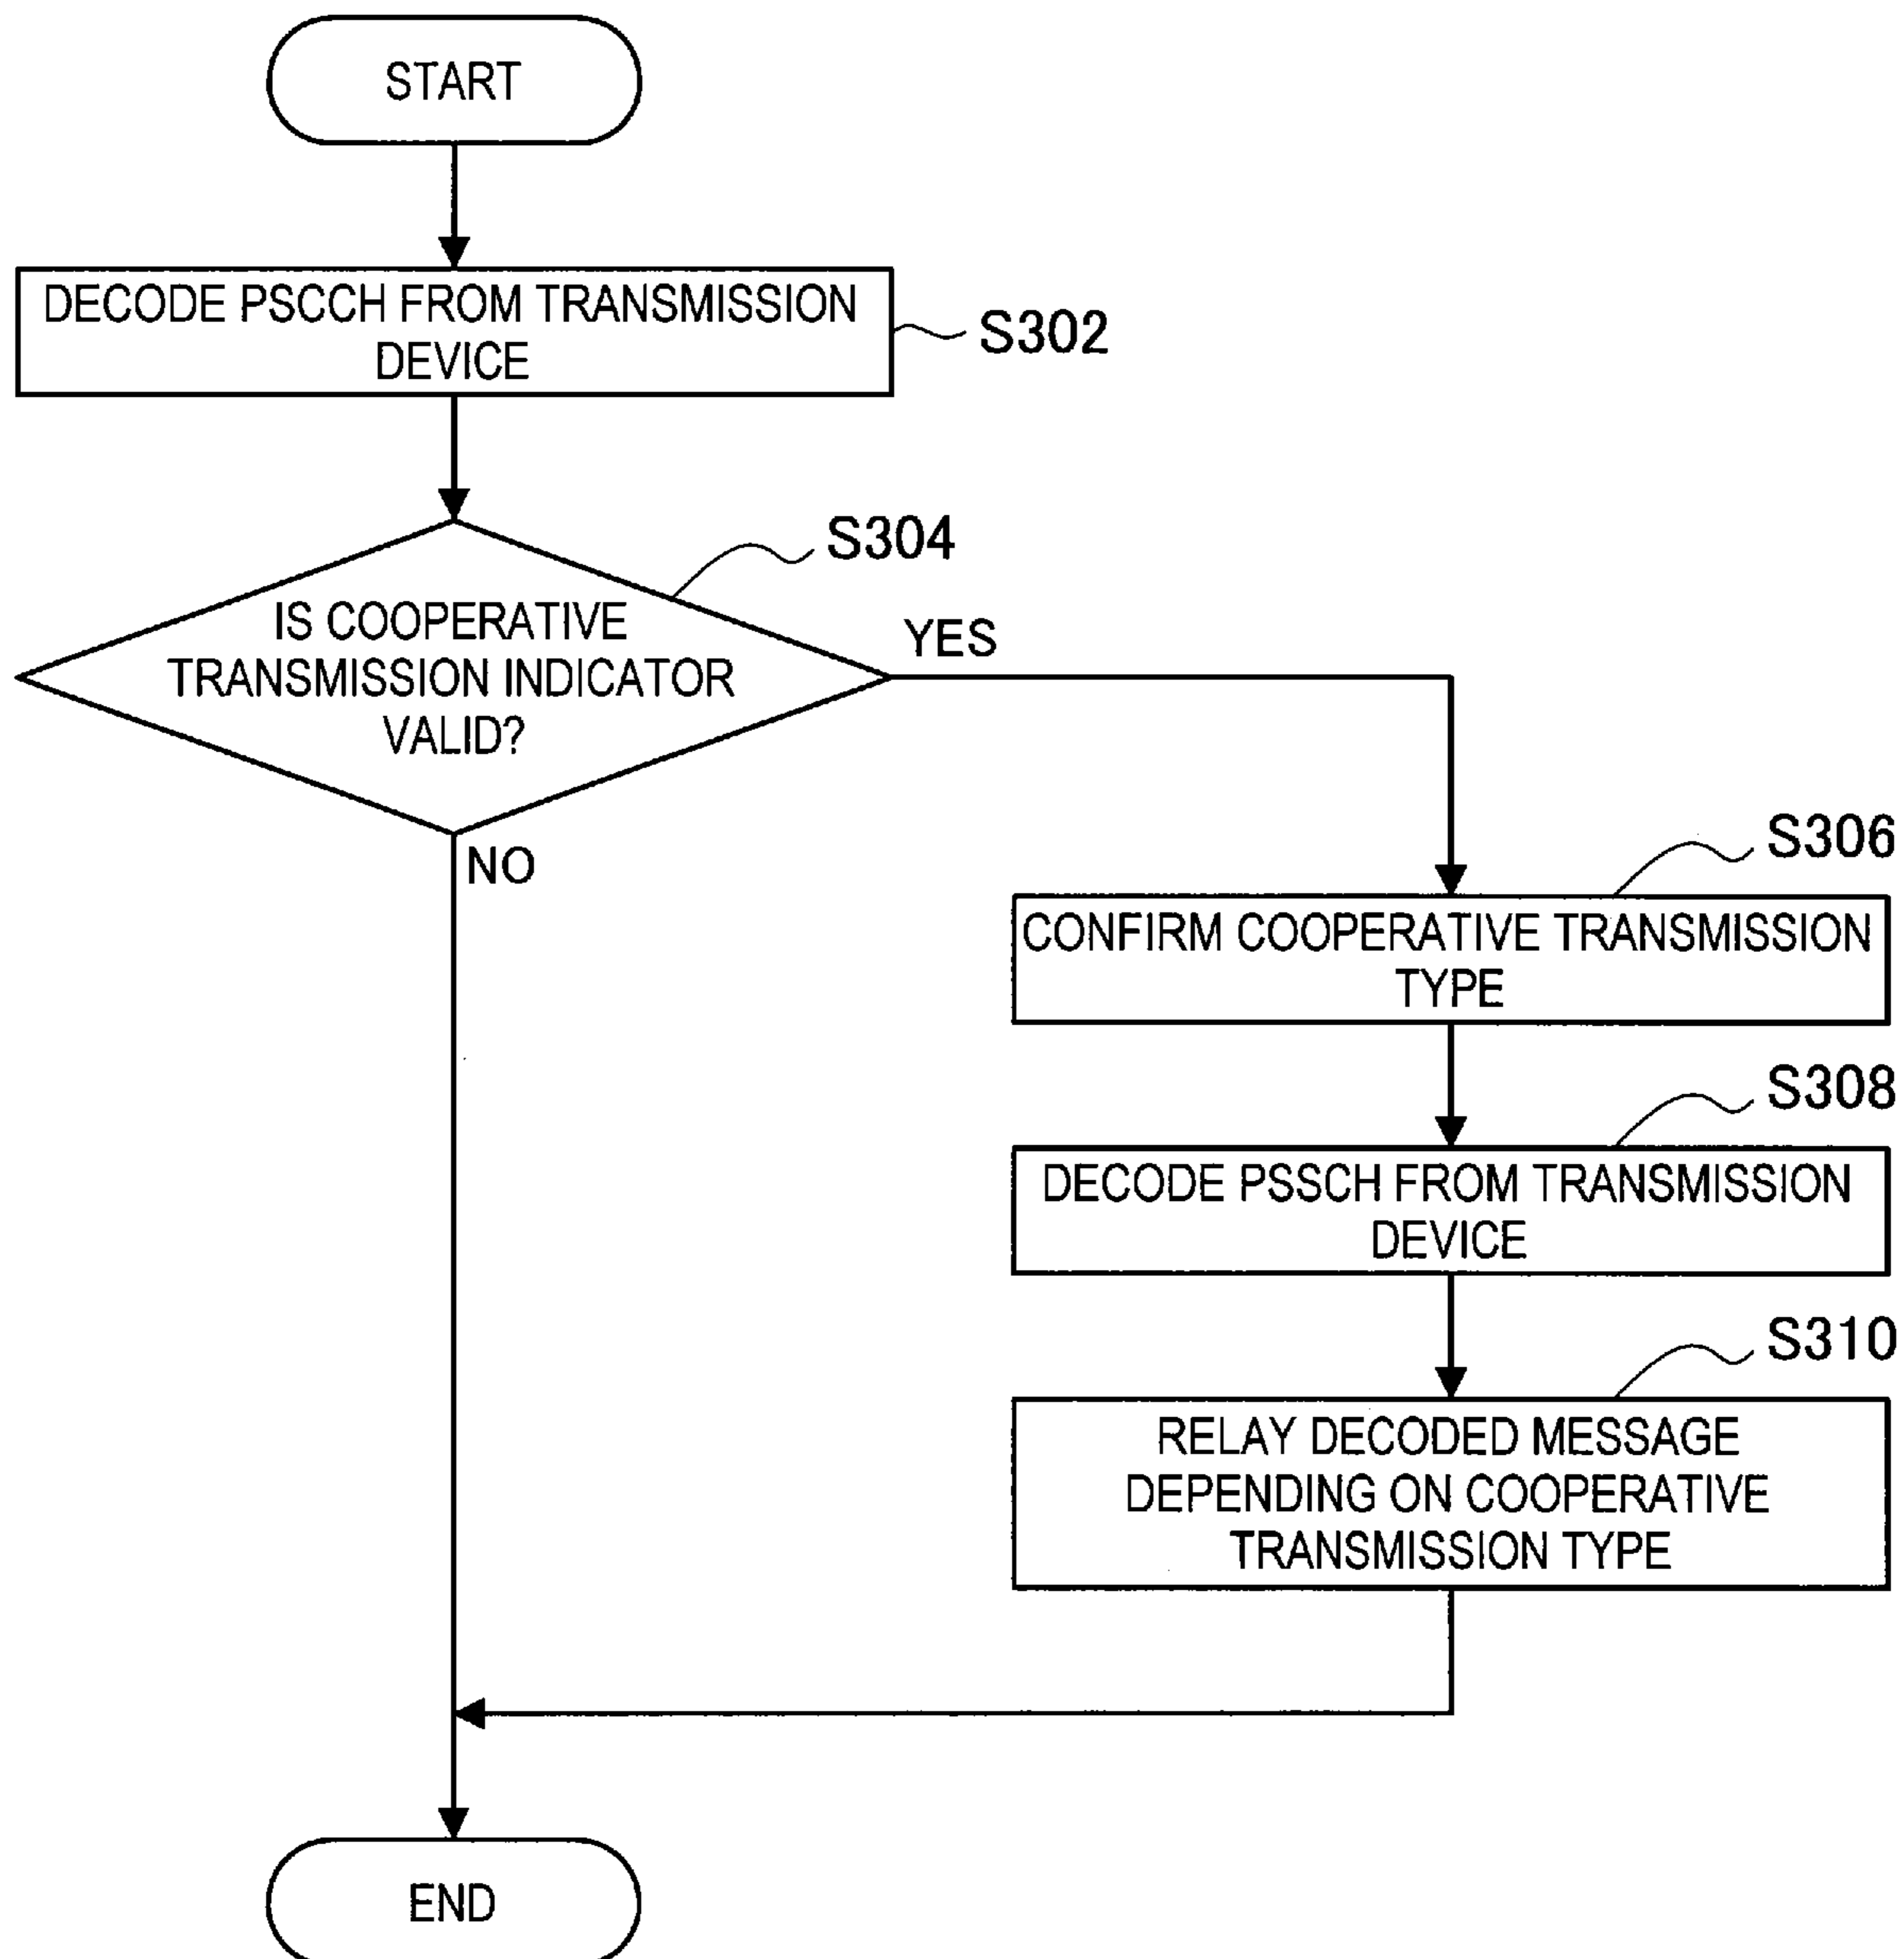 START
DECODE PSCCH FROM TRANSMISSION
DEVICE
S302
S304
IS COOPERATIVE
TRANSMISSION INDICATOR
VALID?
YES
NO
S306
CONFIRM COOPERATIVE TRANSMISSION
TYPE
S308
DECODE PSSCH FROM TRANSMISSION
DEVICE
S310
RELAY DECODED MESSAGE
DEPENDING ON COOPERATIVE
TRANSMISSION TYPE
END